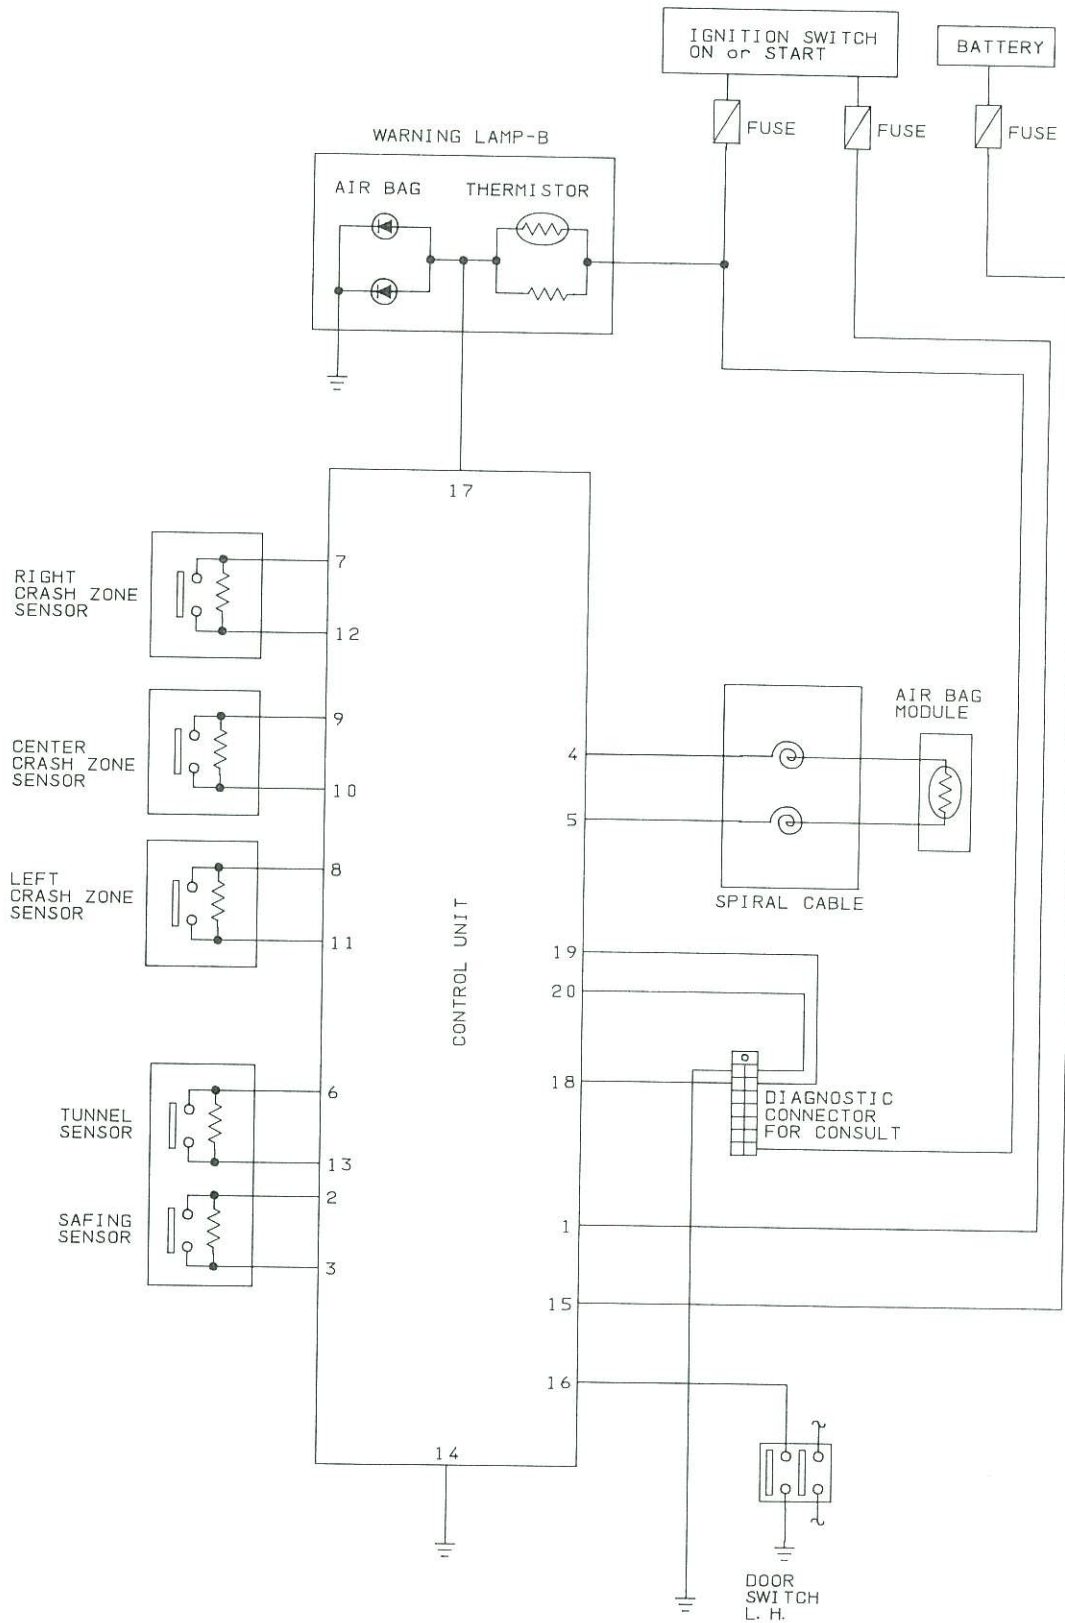 IGNITION SWITCH
ON or START
BATTERY
FUSE
FUSE
FUSE
WARNING LAMP-B
AIR BAG
THERMISTOR
17
RIGHT
CRASH ZONE
SENSOR
7
12
CENTER
CRASH ZONE
SENSOR
9
10
LEFT
CRASH ZONE
SENSOR
8
11
TUNNEL
SENSOR
6
13
SAFING
SENSOR
2
3
CONTROL UNIT
4
5
SPIRAL CABLE
AIR BAG
MODULE
19
20
18
DIAGNOSTIC
CONNECTOR
FOR CONSULT
1
15
16
14
DOOR
SWITCH
L. H.